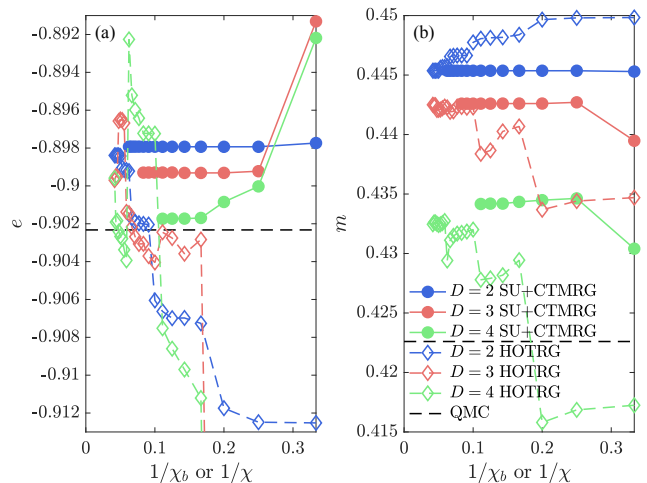 (a)
-0.892
-0.894
-0.896
-0.898
-0.9
-0.902
-0.904
-0.906
-0.908
-0.91
-0.912
e
0 0.1 0.2 0.3
1/χ_b or 1/χ
(b)
0.45
0.445
0.44
0.435
0.43
0.425
0.42
0.415
m
D = 2 SU+CTMRG
D = 3 SU+CTMRG
D = 4 SU+CTMRG
D = 2 HOTRG
D = 3 HOTRG
D = 4 HOTRG
QMC
0 0.1 0.2 0.3
1/χ_b or 1/χ